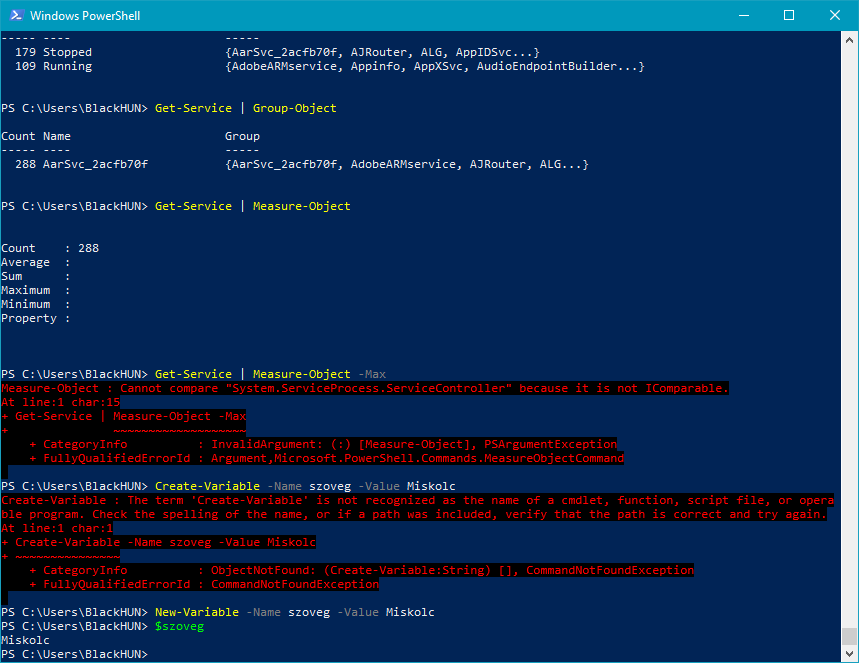 Windows PowerShell
----- ---- -----
179 Stopped {AarSvc_2acfb70f, AJRouter, ALG, AppIDSvc...}
109 Running {AdobeARMservice, Appinfo, AppXSvc, AudioEndpointBuilder...}
PS C:\Users\BlackHUN> Get-Service | Group-Object
Count Name Group
----- ---- -----
288 AarSvc_2acfb70f {AarSvc_2acfb70f, AdobeARMservice, AJRouter, ALG...}
PS C:\Users\BlackHUN> Get-Service | Measure-Object
Count : 288
Average :
Sum :
Maximum :
Minimum :
Property :
PS C:\Users\BlackHUN> Get-Service | Measure-Object -Max
Measure-Object : Cannot compare "System.ServiceProcess.ServiceController" because it is not IComparable.
At line:1 char:15
+ Get-Service | Measure-Object -Max
+ ~~~~~~~~~~~~~~~~~~~
+ CategoryInfo : InvalidArgument: (:) [Measure-Object], PSArgumentException
+ FullyQualifiedErrorId : Argument,Microsoft.PowerShell.Commands.MeasureObjectCommand
PS C:\Users\BlackHUN> Create-Variable -Name szoveg -Value Miskolc
Create-Variable : The term 'Create-Variable' is not recognized as the name of a cmdlet, function, script file, or opera
ble program. Check the spelling of the name, or if a path was included, verify that the path is correct and try again.
At line:1 char:1
+ Create-Variable -Name szoveg -Value Miskolc
+ ~~~~~~~~~~~~~~~
+ CategoryInfo : ObjectNotFound: (Create-Variable:String) [], CommandNotFoundException
+ FullyQualifiedErrorId : CommandNotFoundException
PS C:\Users\BlackHUN> New-Variable -Name szoveg -Value Miskolc
PS C:\Users\BlackHUN> $szoveg
Miskolc
PS C:\Users\BlackHUN>